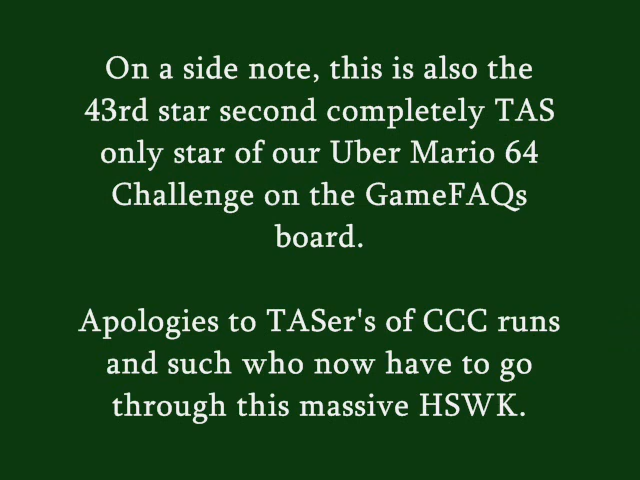 On a side note, this is also the
43rd star second completely TAS
only star of our Uber Mario 64
Challenge on the GameFAQs
board.
Apologies to TASer's of CCC runs
and such who now have to go
through this massive HSWK.